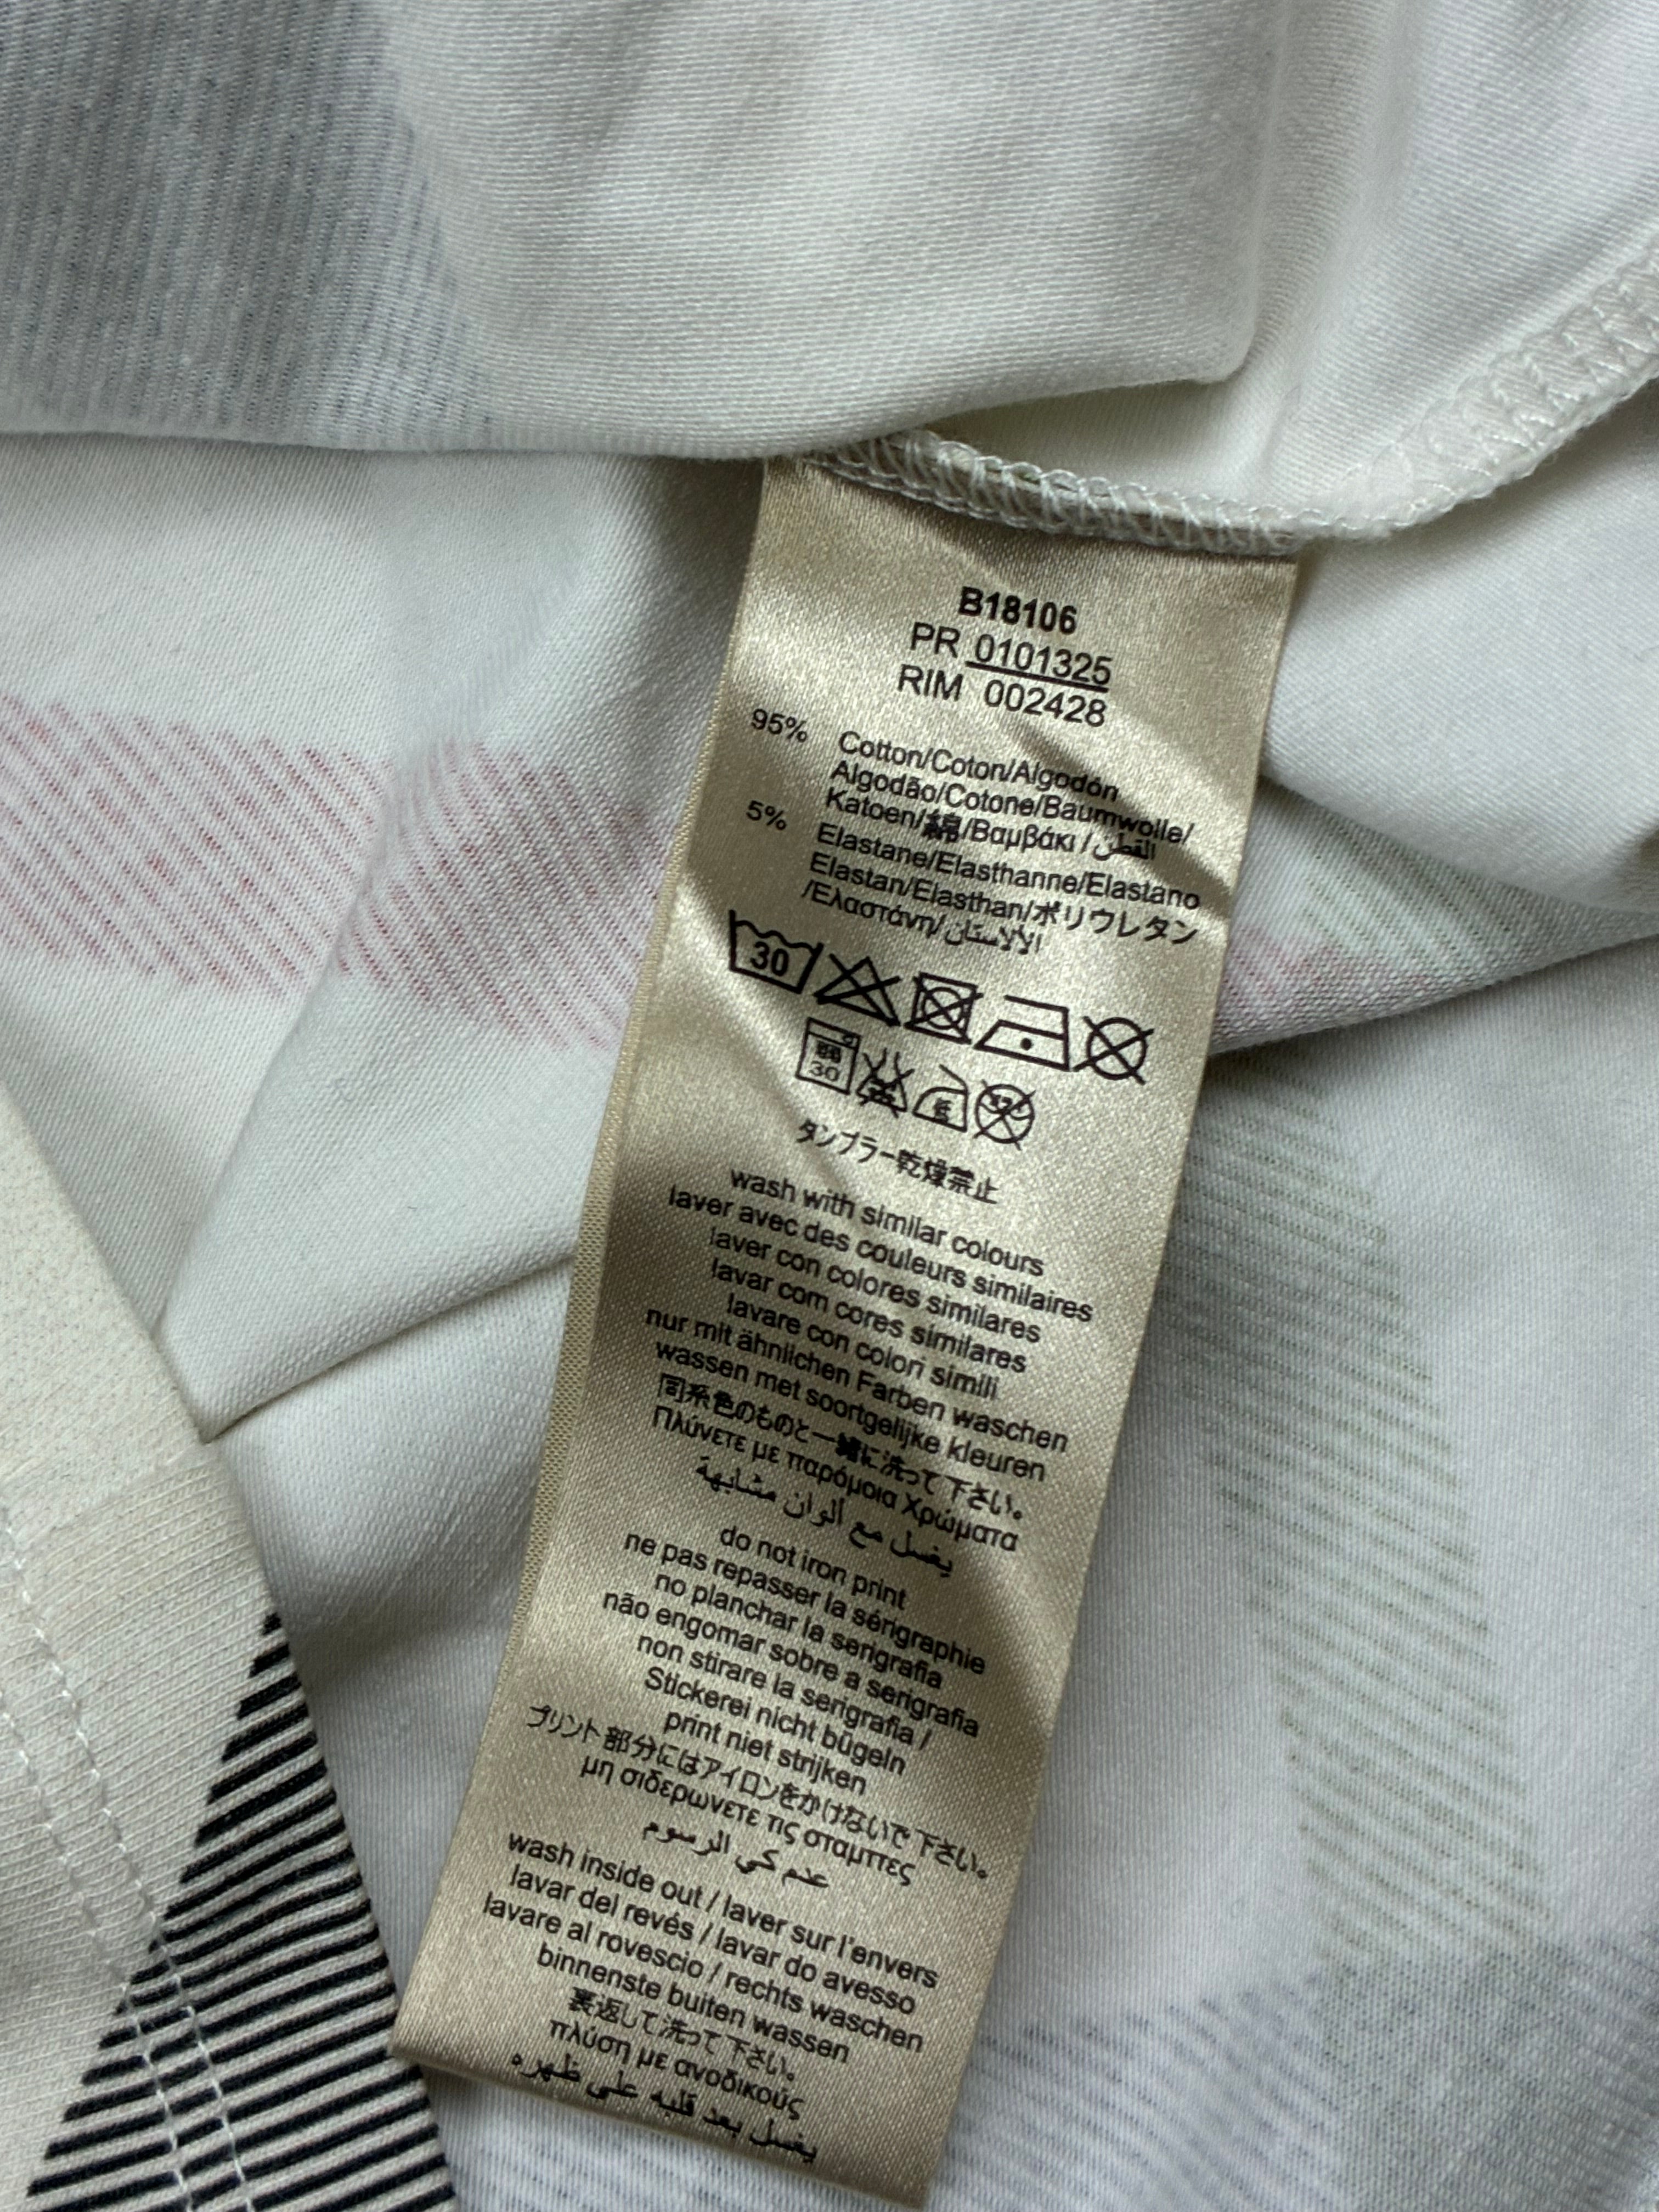 B18106
PR 0101325
RIM 002428
95% Cotton/Coton/Algodón
Algodão/Cotone/Baumwolle/
Katoen/綿/Βαμβάκι/القطن
5% Elastane/Elasthanne/Elastano
Elastan/Elasthan/ポリウレタン
/Ελαστάνη/الألاستان
30
30
タンブラー乾燥禁止
wash with similar colours
laver avec des couleurs similaires
laver con colores similares
lavar com cores similares
lavare con colori simili
nur mit ähnlichen Farben waschen
wassen met soortgelijke kleuren
同系色のものと一緒に洗って下さい。
Πλύνετε με παρόμοια Χρώματα
يغسل مع ألوان مشابهة
do not iron print
ne pas repasser la sérigraphie
no planchar la serigrafia
não engomar sobre a serigrafia
non stirare la serigrafia /
Stickerei nicht bügeln
print niet strijken
プリント部分にはアイロンをかけないで下さい。
μη σιδερωνετε τις σταμπες
عدم كي الرسوم
wash inside out / laver sur l'envers
lavar del revés / lavar do avesso
lavare al rovescio / rechts waschen
binnenste buiten wassen
裏返して洗って下さい。
πλύση με ανοδικούς
يغسل بعد قلبه على ظهره